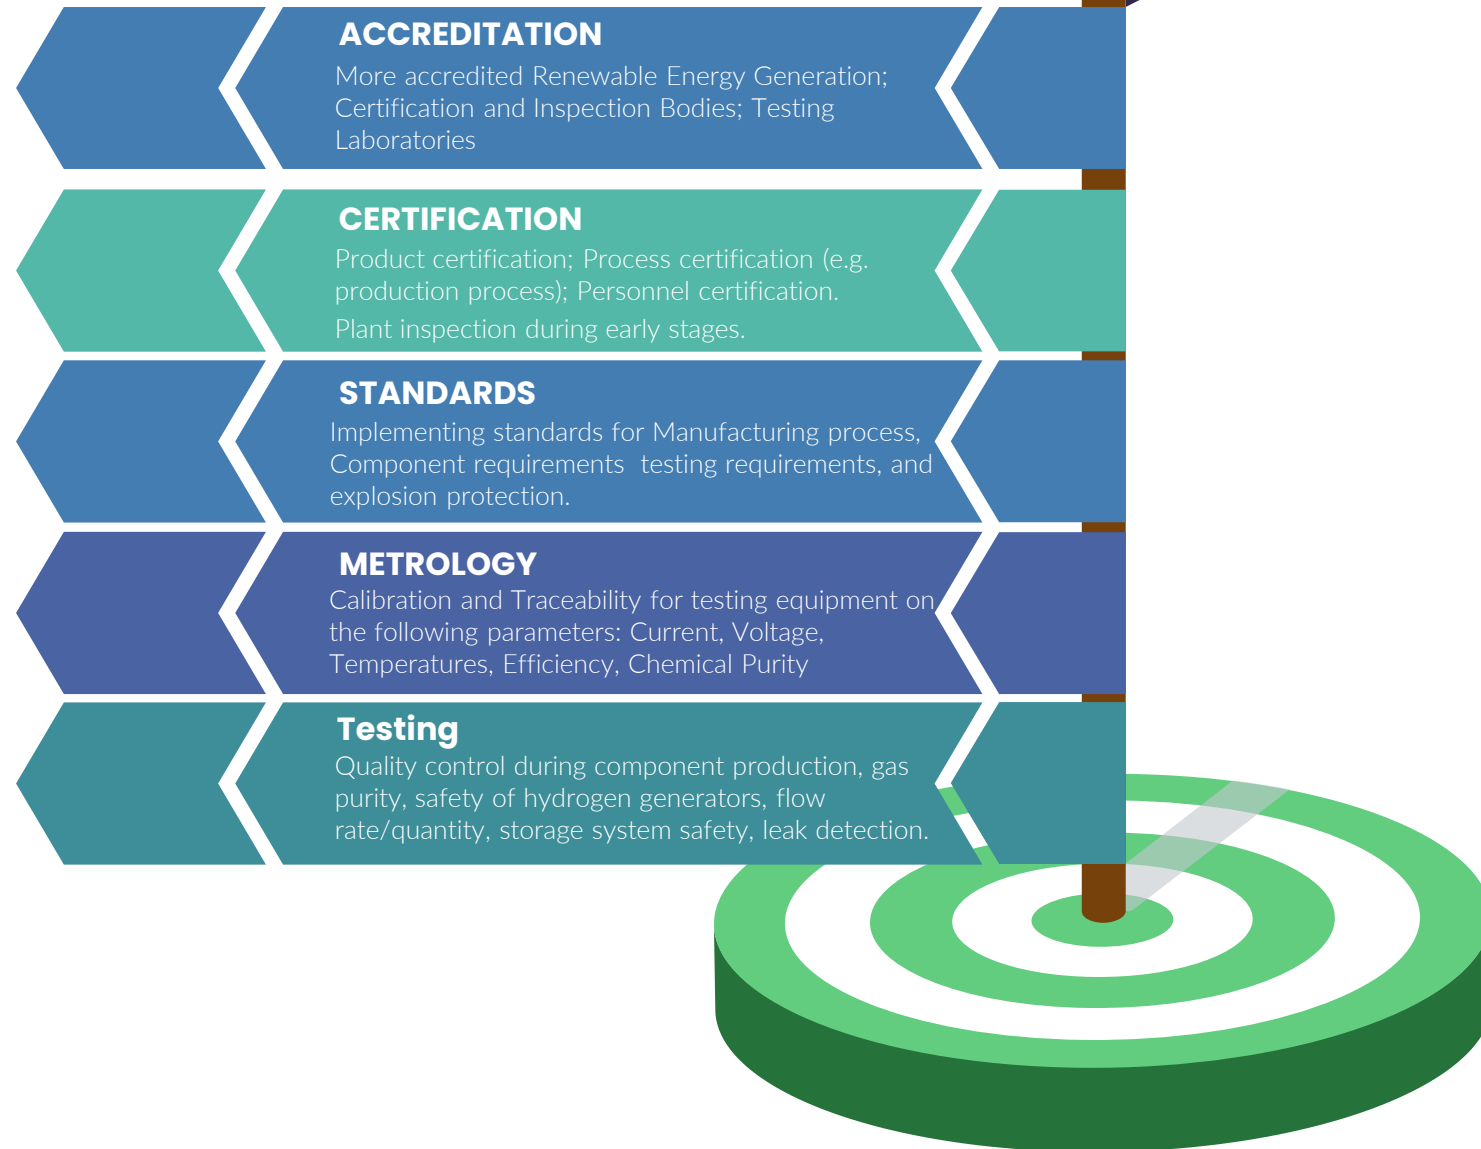 ACCREDITATION
More accredited Renewable Energy Generation;
Certification and Inspection Bodies; Testing
Laboratories
CERTIFICATION
Product certification; Process certification (e.g.
production process); Personnel certification.
Plant inspection during early stages.
STANDARDS
Implementing standards for Manufacturing process,
Component requirements  testing requirements, and
explosion protection.
METROLOGY
Calibration and Traceability for testing equipment on
the following parameters: Current, Voltage,
Temperatures, Efficiency, Chemical Purity
Testing
Quality control during component production, gas
purity, safety of hydrogen generators, flow
rate/quantity, storage system safety, leak detection.